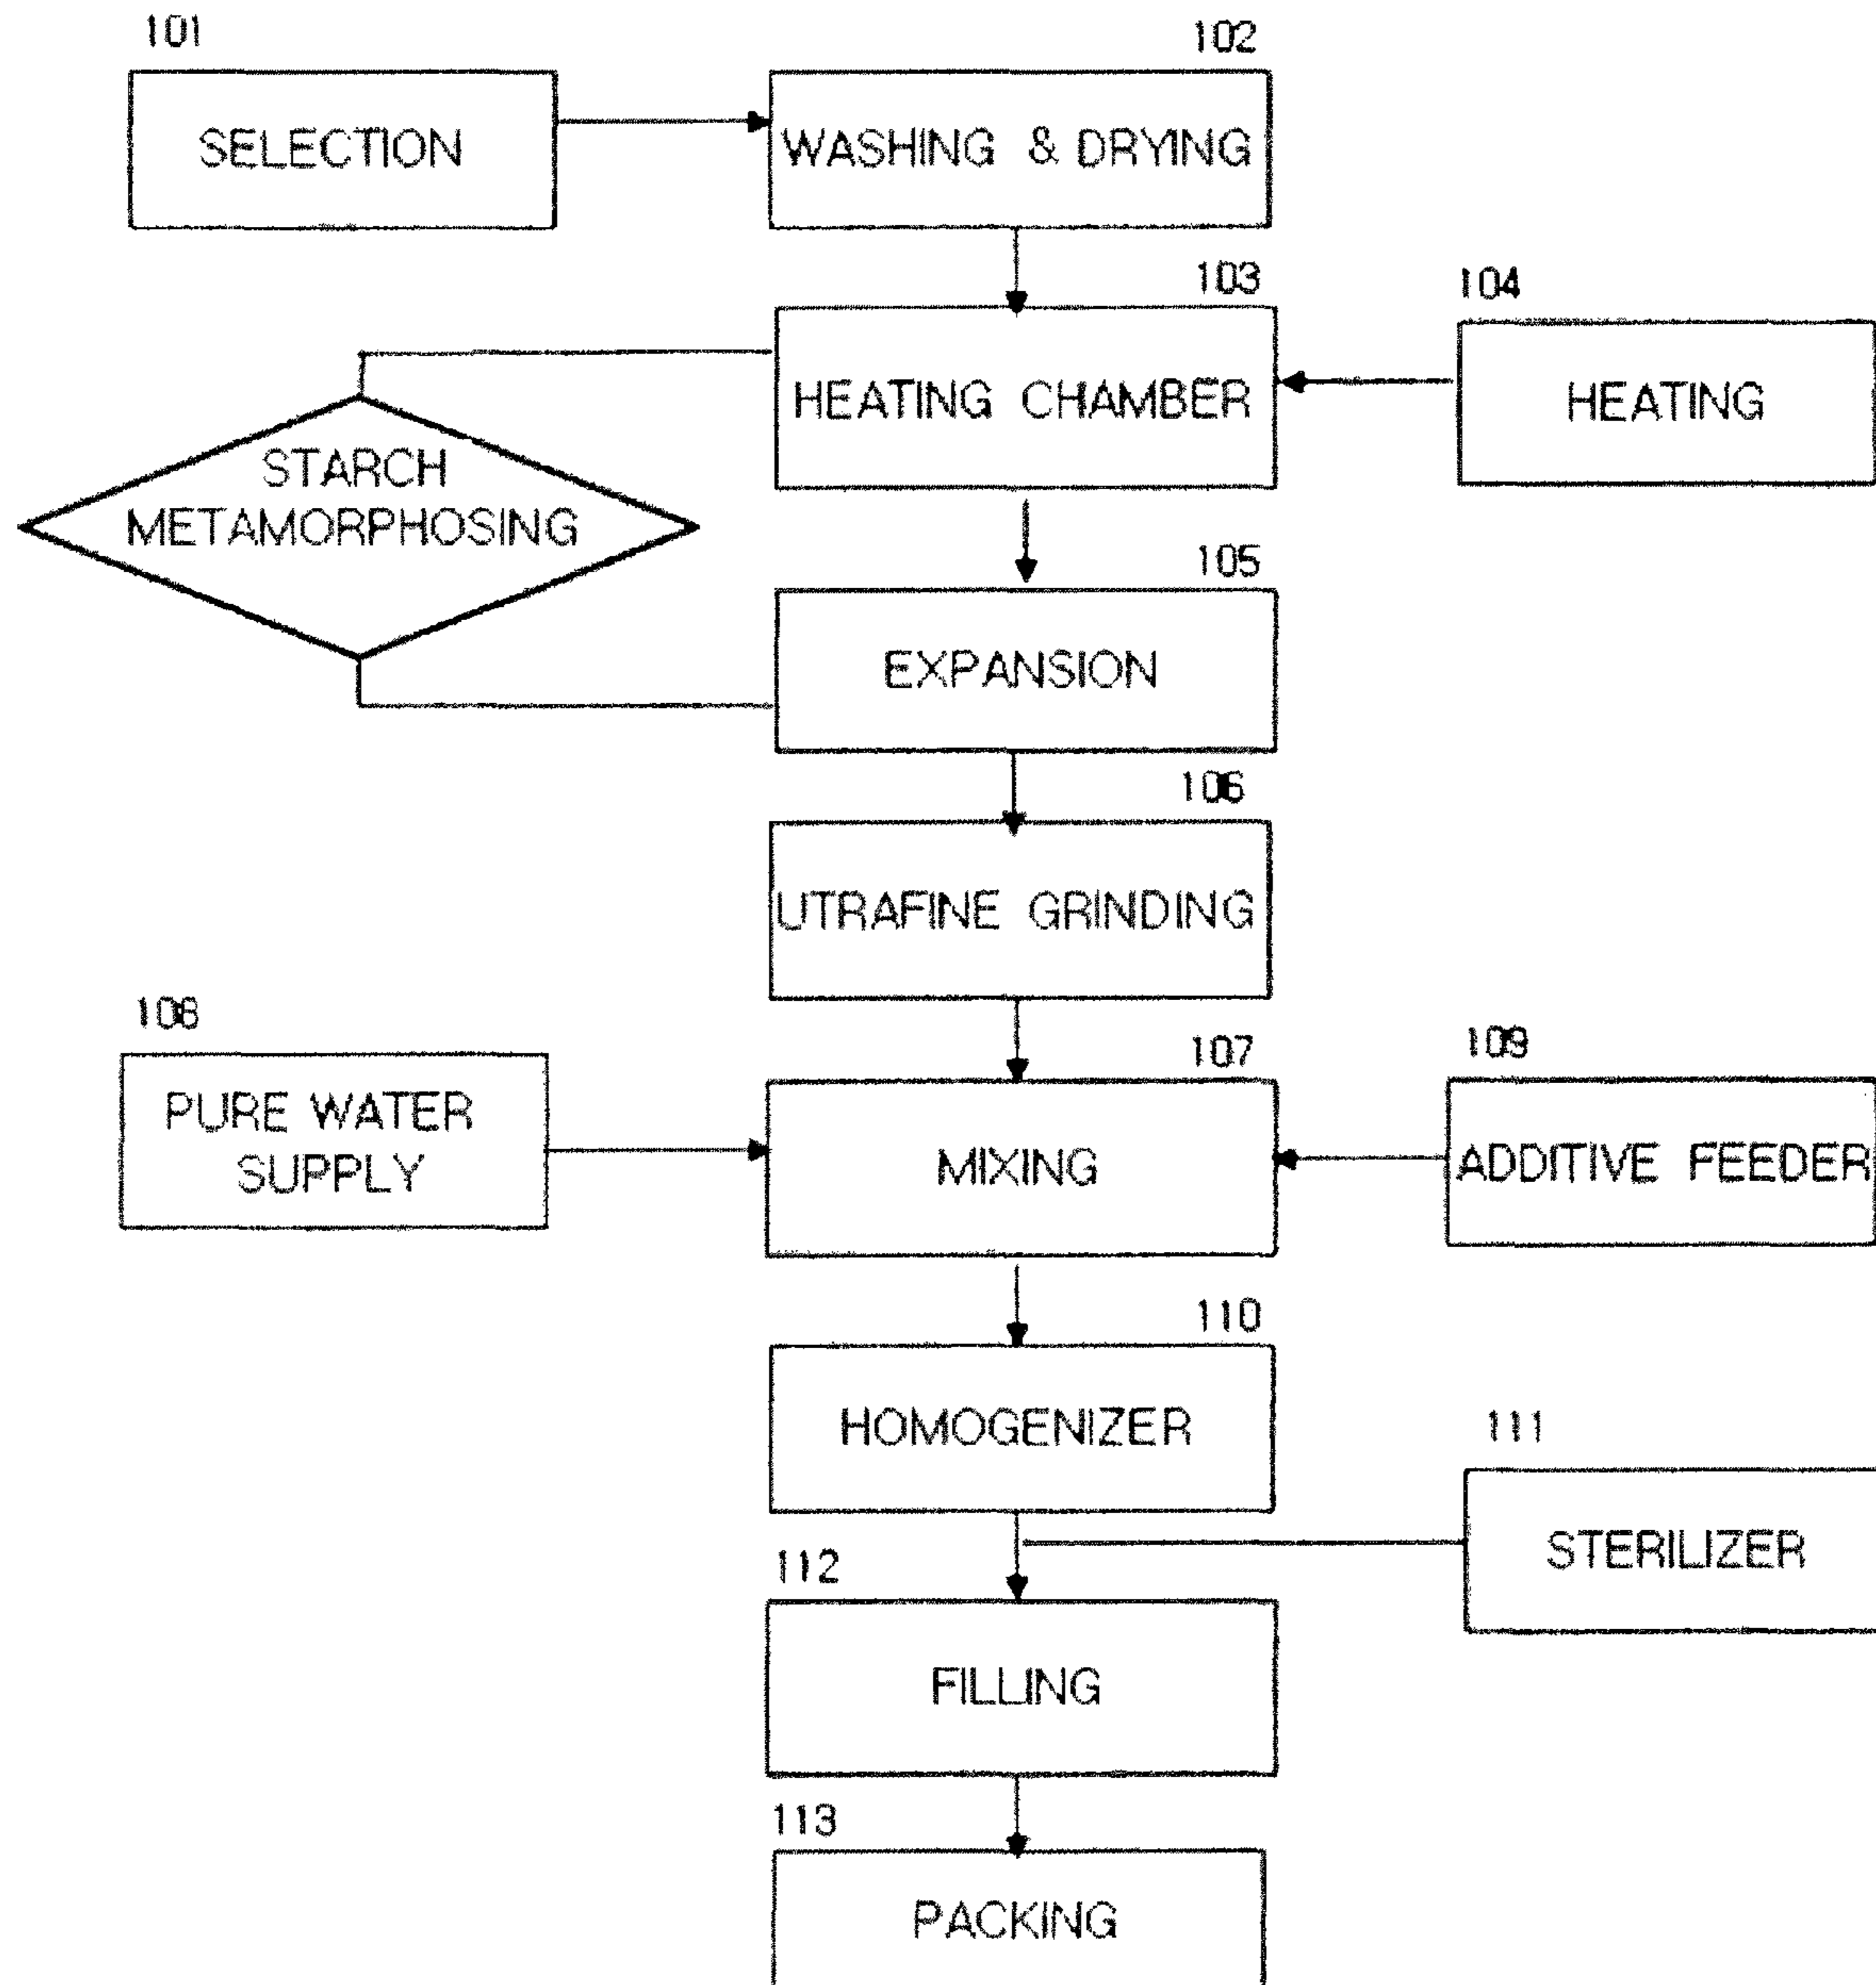 101
SELECTION
102
WASHING & DRYING
103
HEATING CHAMBER
104
HEATING
STARCH
METAMORPHOSING
105
EXPANSION
106
UTRAFINE GRINDING
108
PURE WATER
SUPPLY
107
MIXING
109
ADDITIVE FEEDER
110
HOMOGENIZER
111
STERILIZER
112
FILLING
113
PACKING